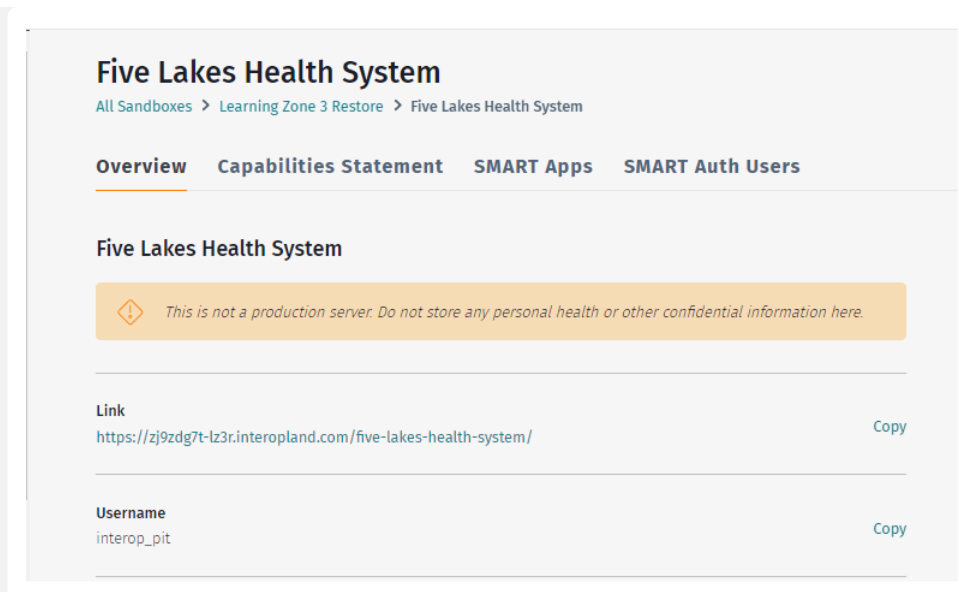 Five Lakes Health System
All Sandboxes > Learning Zone 3 Restore > Five Lakes Health System
Overview Capabilities Statement SMART Apps SMART Auth Users
Five Lakes Health System
This is not a production server. Do not store any personal health or other confidential information here.
Link
https://zj9zdg7t-lz3r.interopland.com/five-lakes-health-system/
Copy
Username
interop_pit
Copy